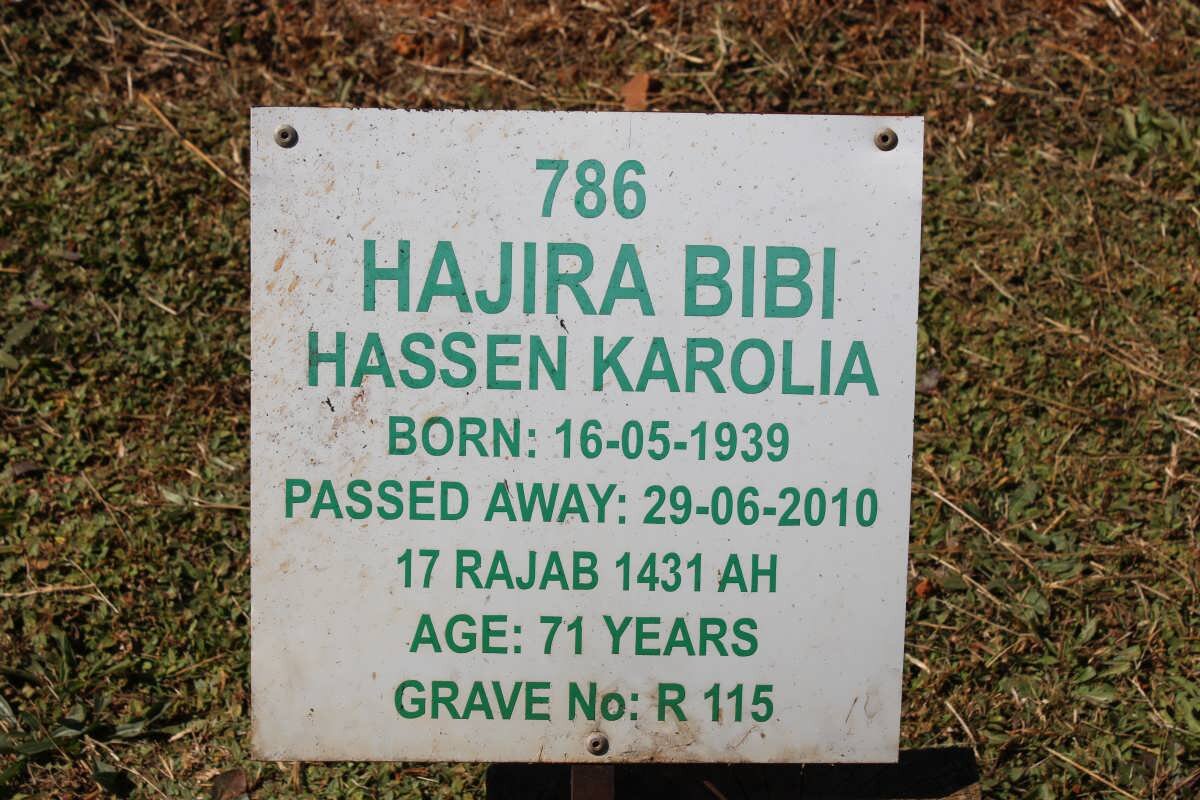 786
HAJIRA BIBI
HASSEN KAROLIA
BORN: 16-05-1939
PASSED AWAY: 29-06-2010
17 RAJAB 1431 AH
AGE: 71 YEARS
GRAVE No: R 115